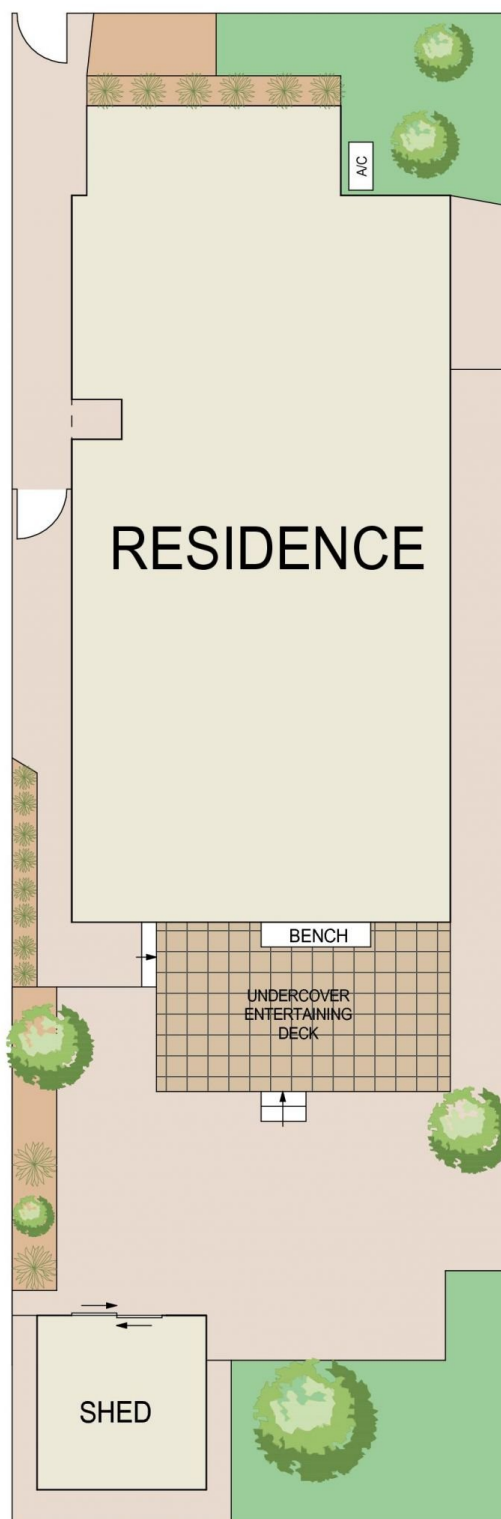 A/C
RESIDENCE
BENCH
UNDERCOVER
ENTERTAINING
DECK
SHED